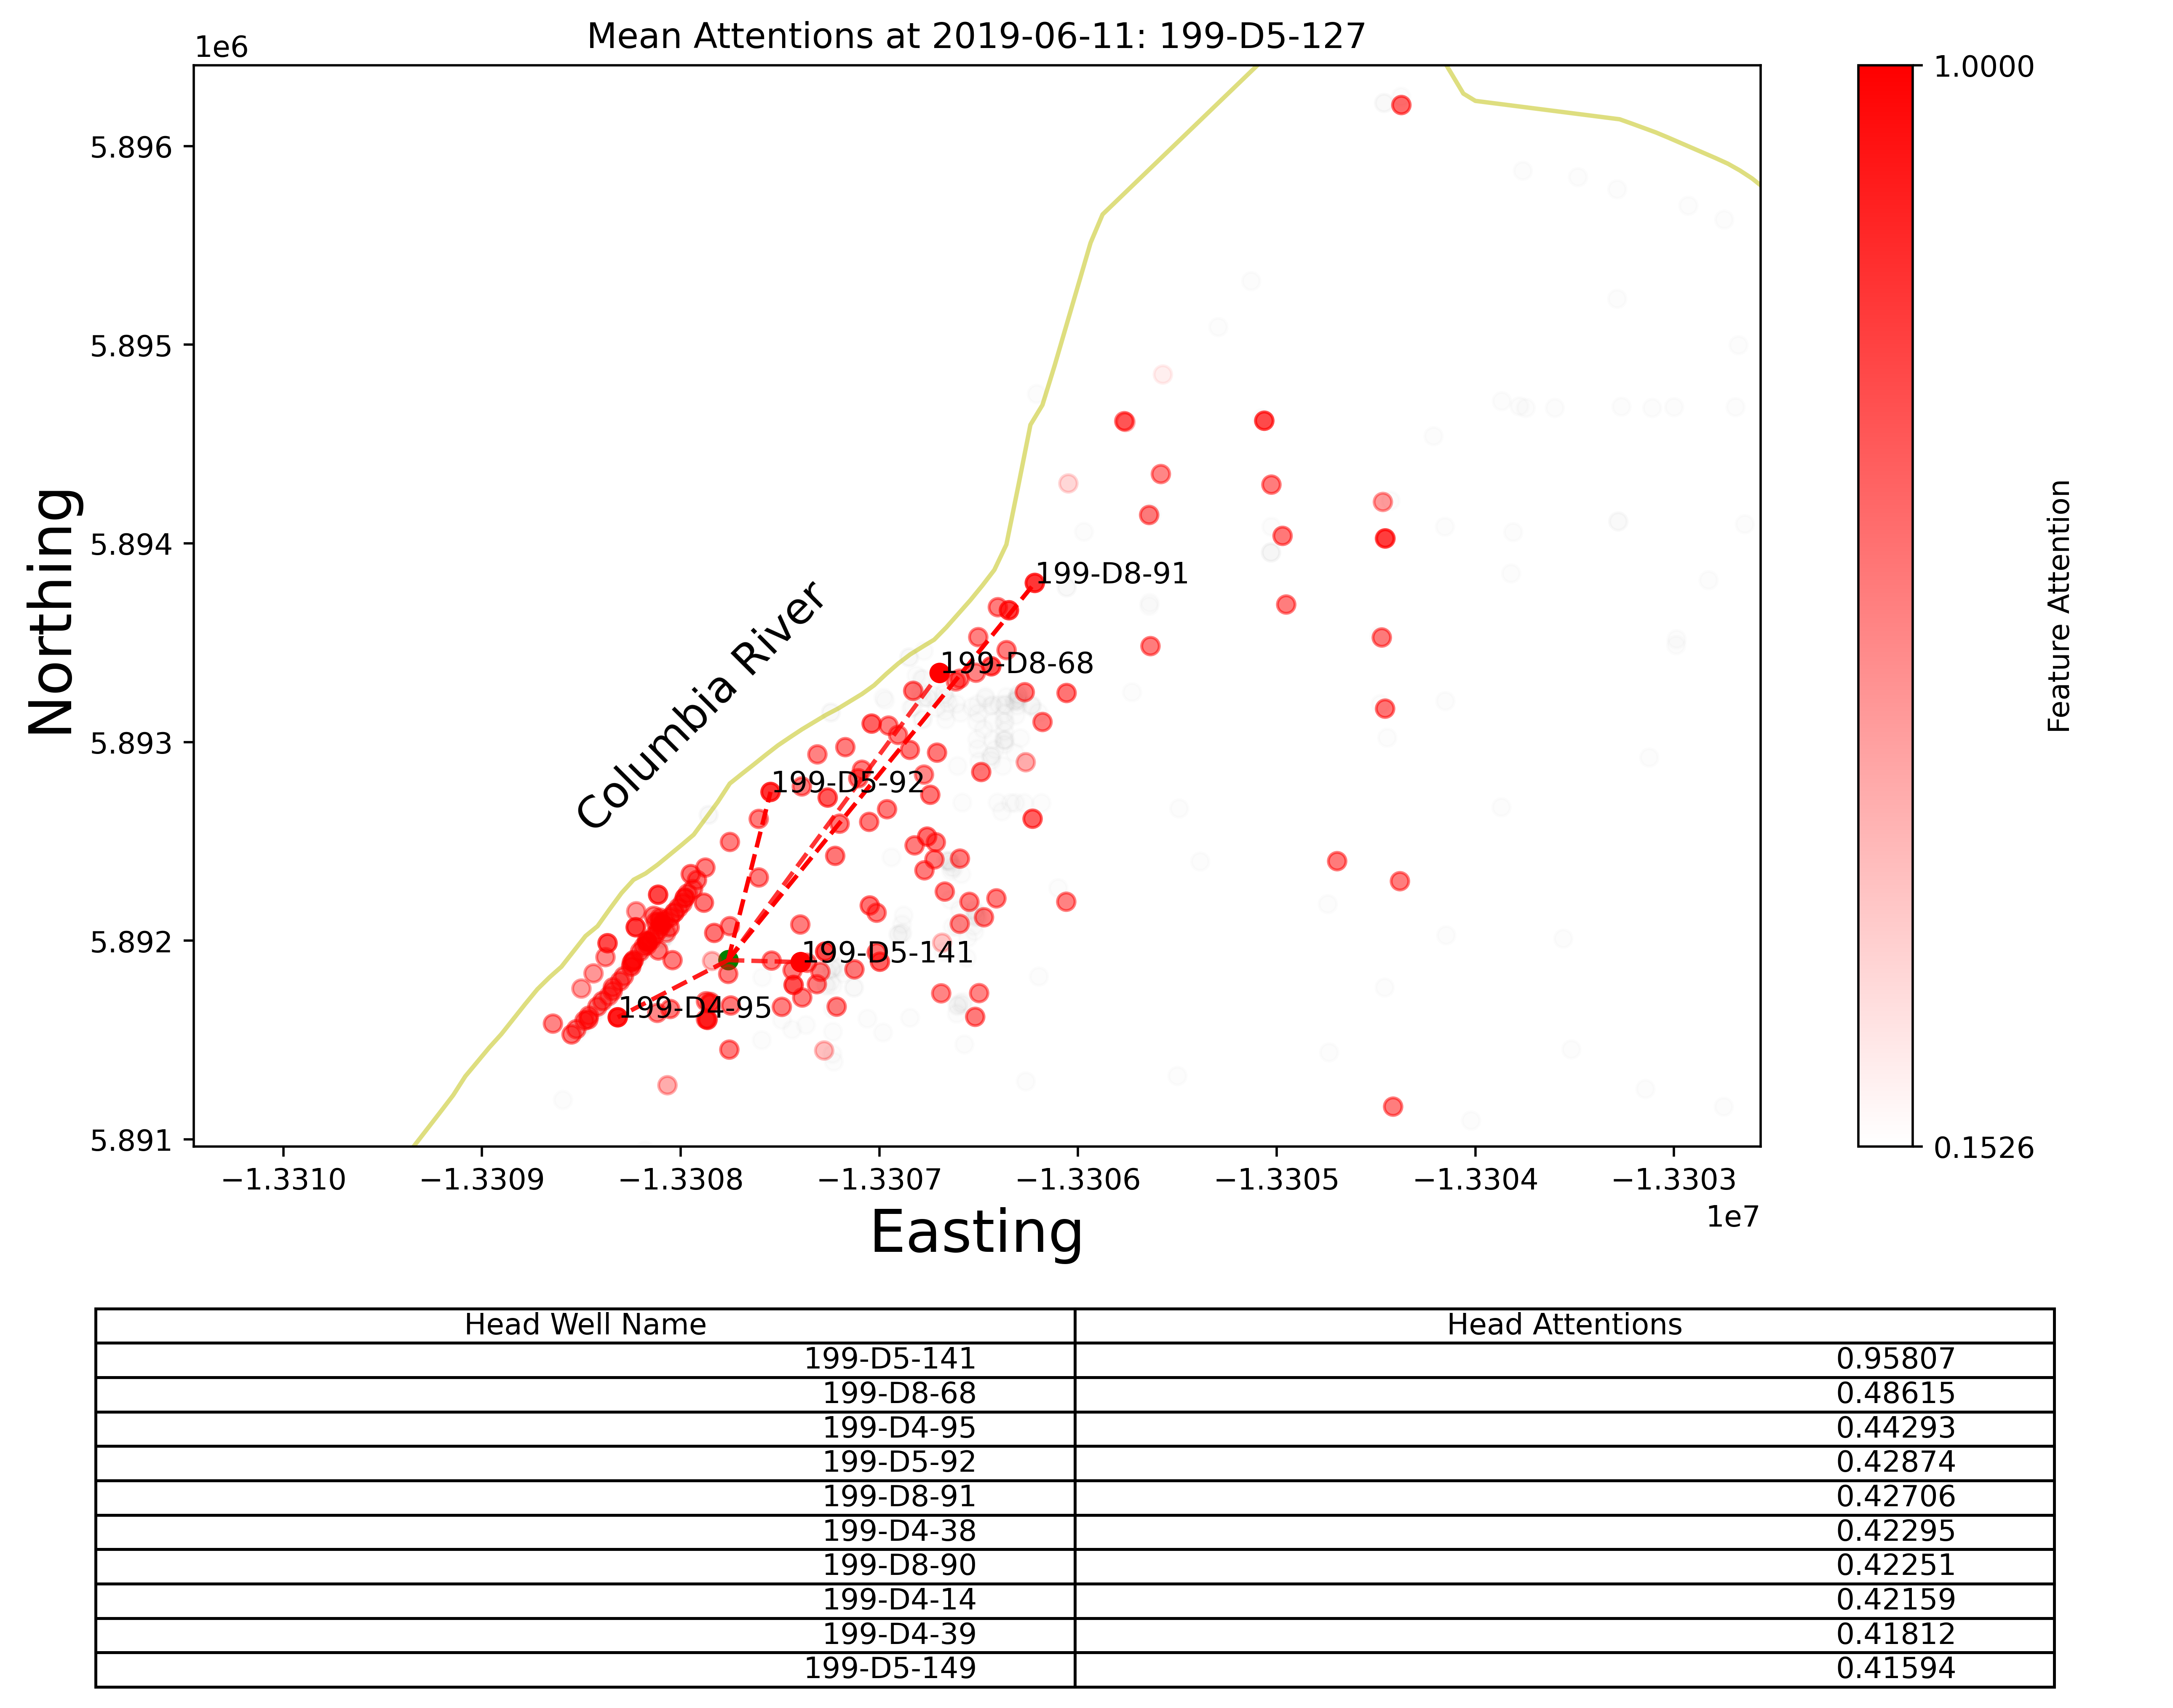 Mean Attentions at 2019-06-11: 199-D5-127
1e6
1.0000
5.896
5.895
5.894
5.893
5.892
5.891
Northing
Columbia River
199-D8-91
199-D8-68
199-D5-92
199-D5-141
199-D4-95
Feature Attention
0.1526
−1.3310 −1.3309 −1.3308 −1.3307 −1.3306 −1.3305 −1.3304 −1.3303
1e7
Easting
Head Well Name Head Attentions
199-D5-141 0.95807
199-D8-68 0.48615
199-D4-95 0.44293
199-D5-92 0.42874
199-D8-91 0.42706
199-D4-38 0.42295
199-D8-90 0.42251
199-D4-14 0.42159
199-D4-39 0.41812
199-D5-149 0.41594